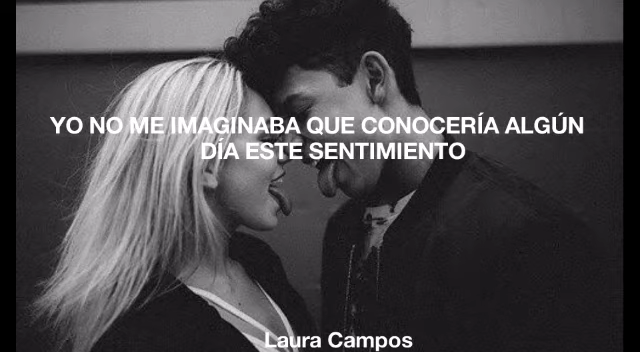 YO NO ME IMAGINABA QUE CONOCERÍA ALGÚN
DÍA ESTE SENTIMIENTO
Laura Campos